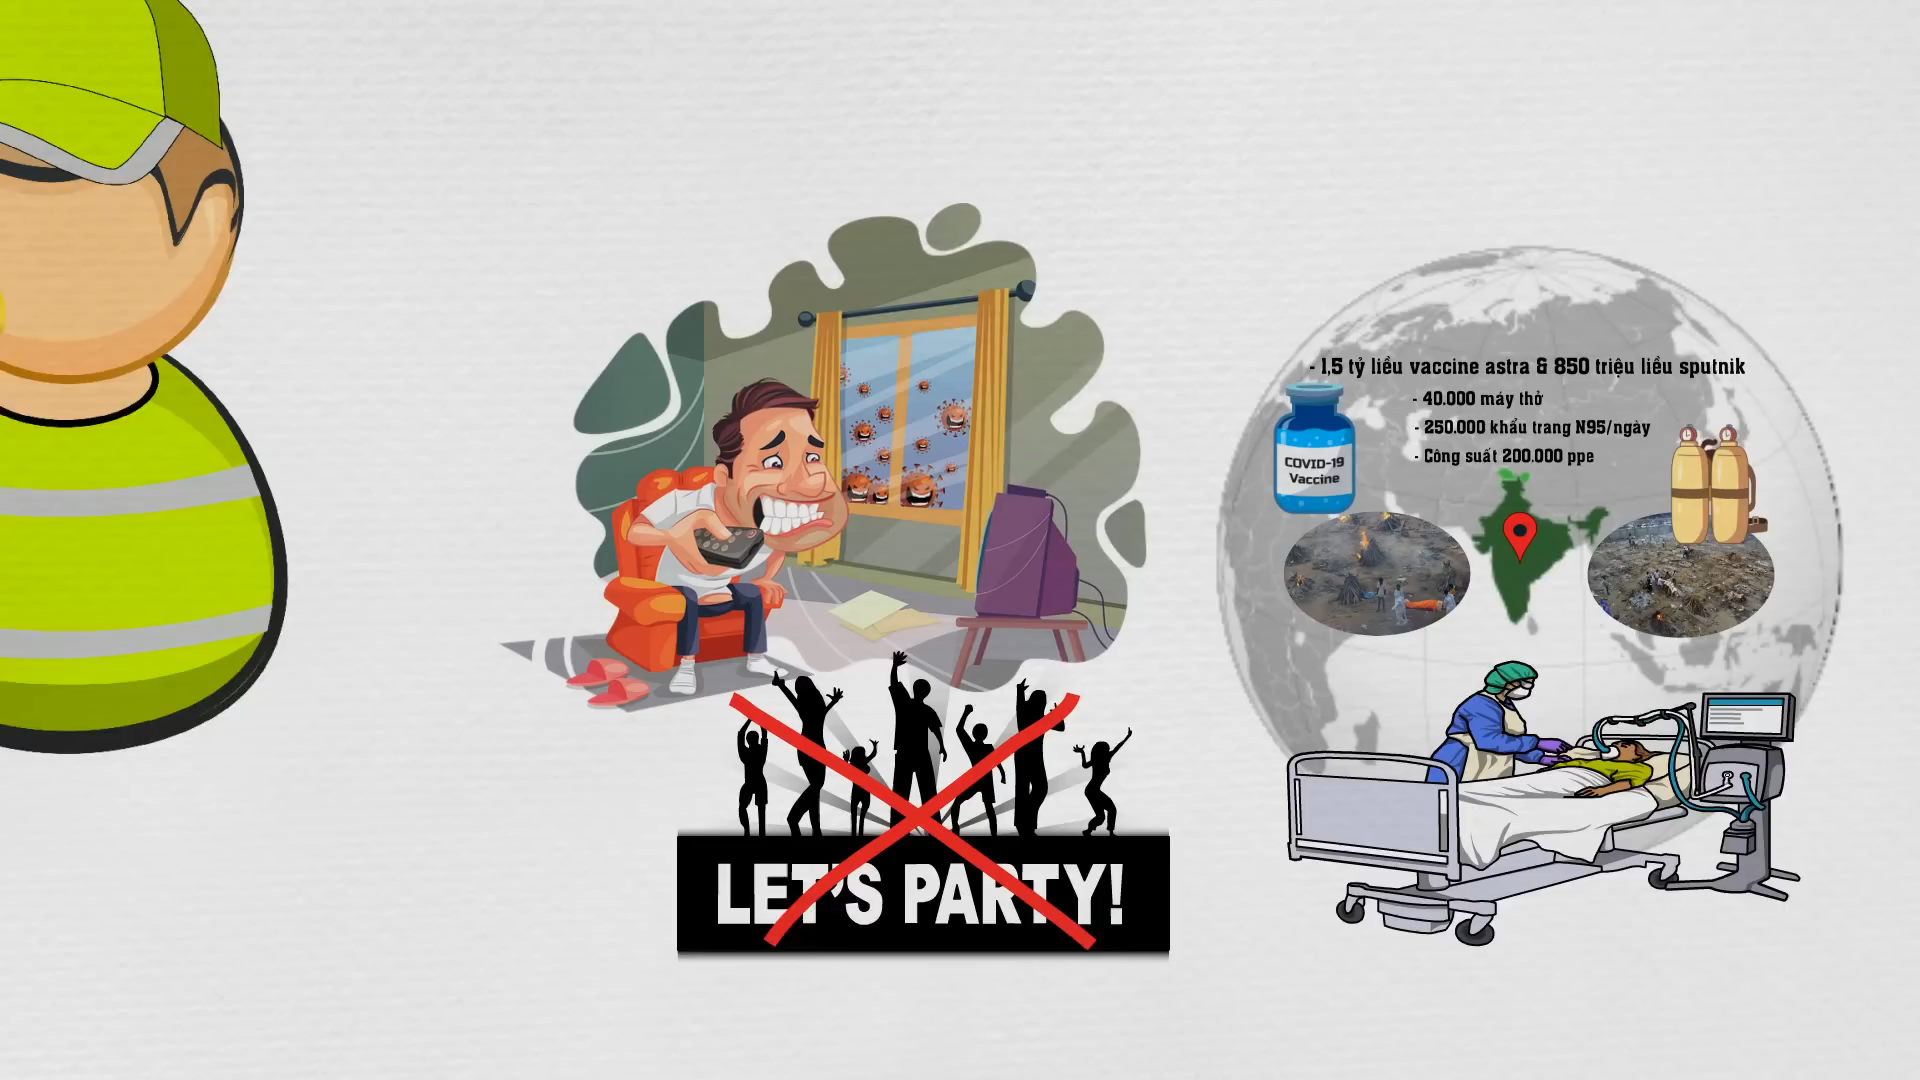 - 1,5 tỷ liều vaccine astra & 850 triệu liều sputnik
- 40.000 máy thở
- 250.000 khẩu trang N95/ngày
- Công suất 200.000 ppe
COVID-19
Vaccine
LET'S PARTY!